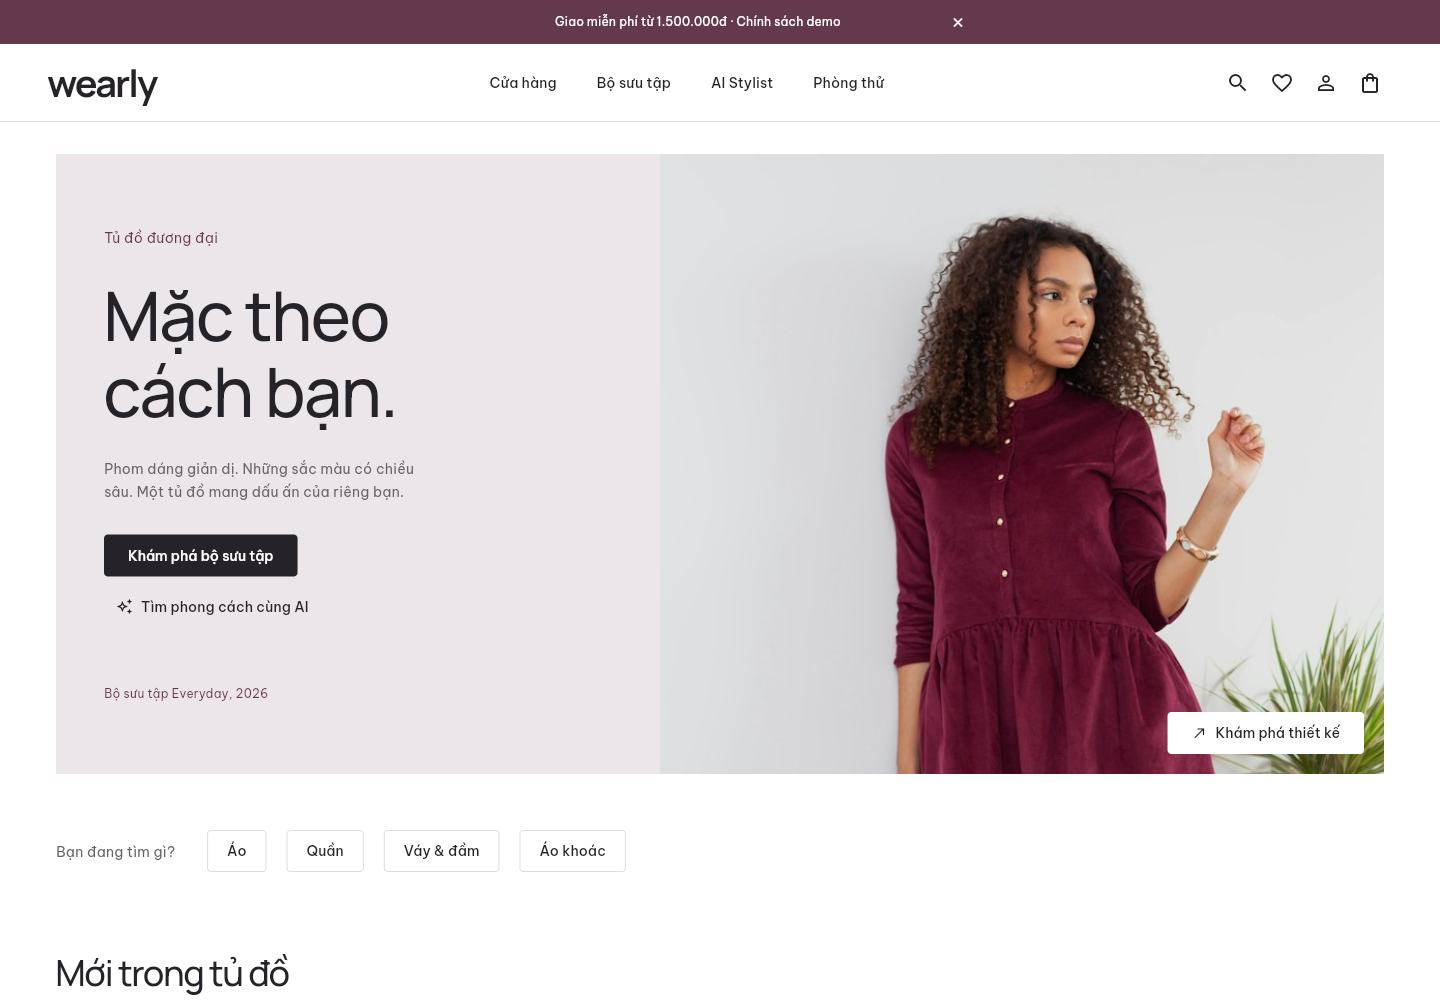 Giao miễn phí từ 1.500.000đ · Chính sách demo
wearly
Cửa hàng
Bộ sưu tập
AI Stylist
Phòng thử
Tủ đồ đương đại
Mặc theo
cách bạn.
Phom dáng giản dị. Những sắc màu có chiều
sâu. Một tủ đồ mang dấu ấn của riêng bạn.
Khám phá bộ sưu tập
Tìm phong cách cùng AI
Bộ sưu tập Everyday, 2026
Khám phá thiết kế
Bạn đang tìm gì?
Áo
Quần
Váy & đầm
Áo khoác
Mới trong tủ đồ